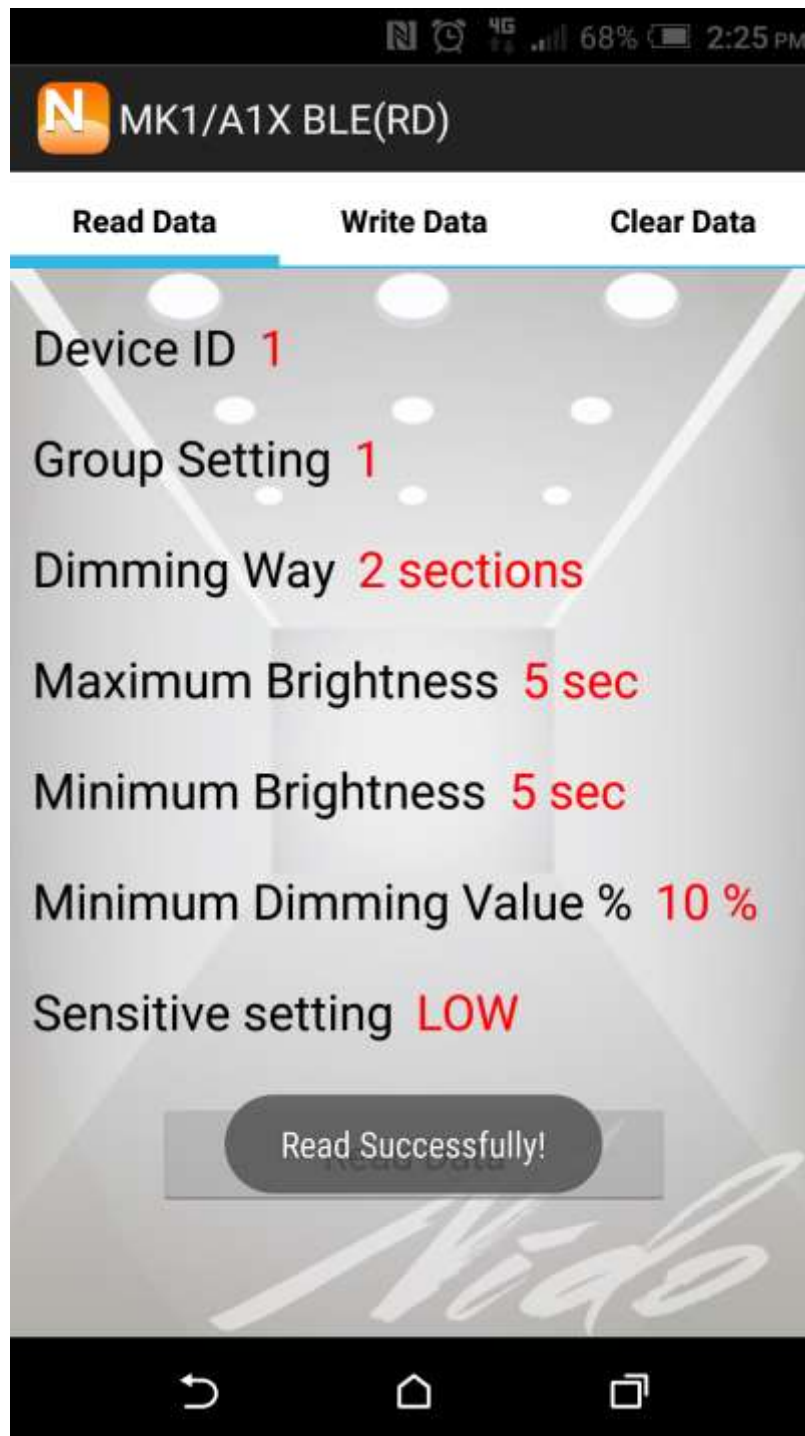 4G 68% 2:25 PM
N MK1/A1X BLE(RD)
Read Data Write Data Clear Data
Device ID 1
Group Setting 1
Dimming Way 2 sections
Maximum Brightness 5 sec
Minimum Brightness 5 sec
Minimum Dimming Value % 10 %
Sensitive setting LOW
Read Successfully!
Read Data
Nido